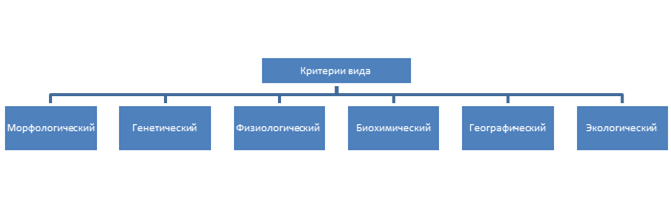 Критерии вида
Морфологический
Генетический
Физиологический
Биохимический
Географический
Экологический